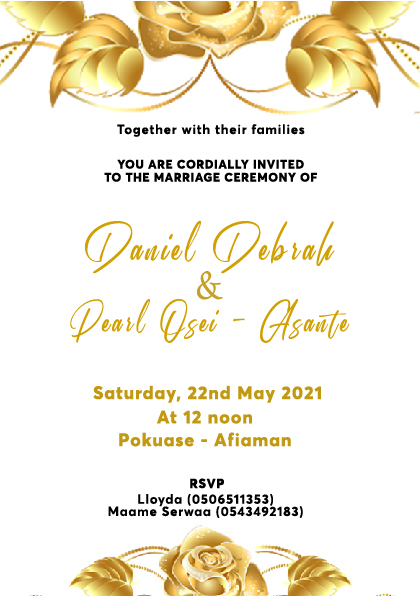 Together with their families
YOU ARE CORDIALLY INVITED
TO THE MARRIAGE CEREMONY OF
Daniel Debrah
&
Pearl Osei - Asante
Saturday, 22nd May 2021
At 12 noon
Pokuase - Afiaman
RSVP
Lloyda (0506511353)
Maame Serwaa (0543492183)